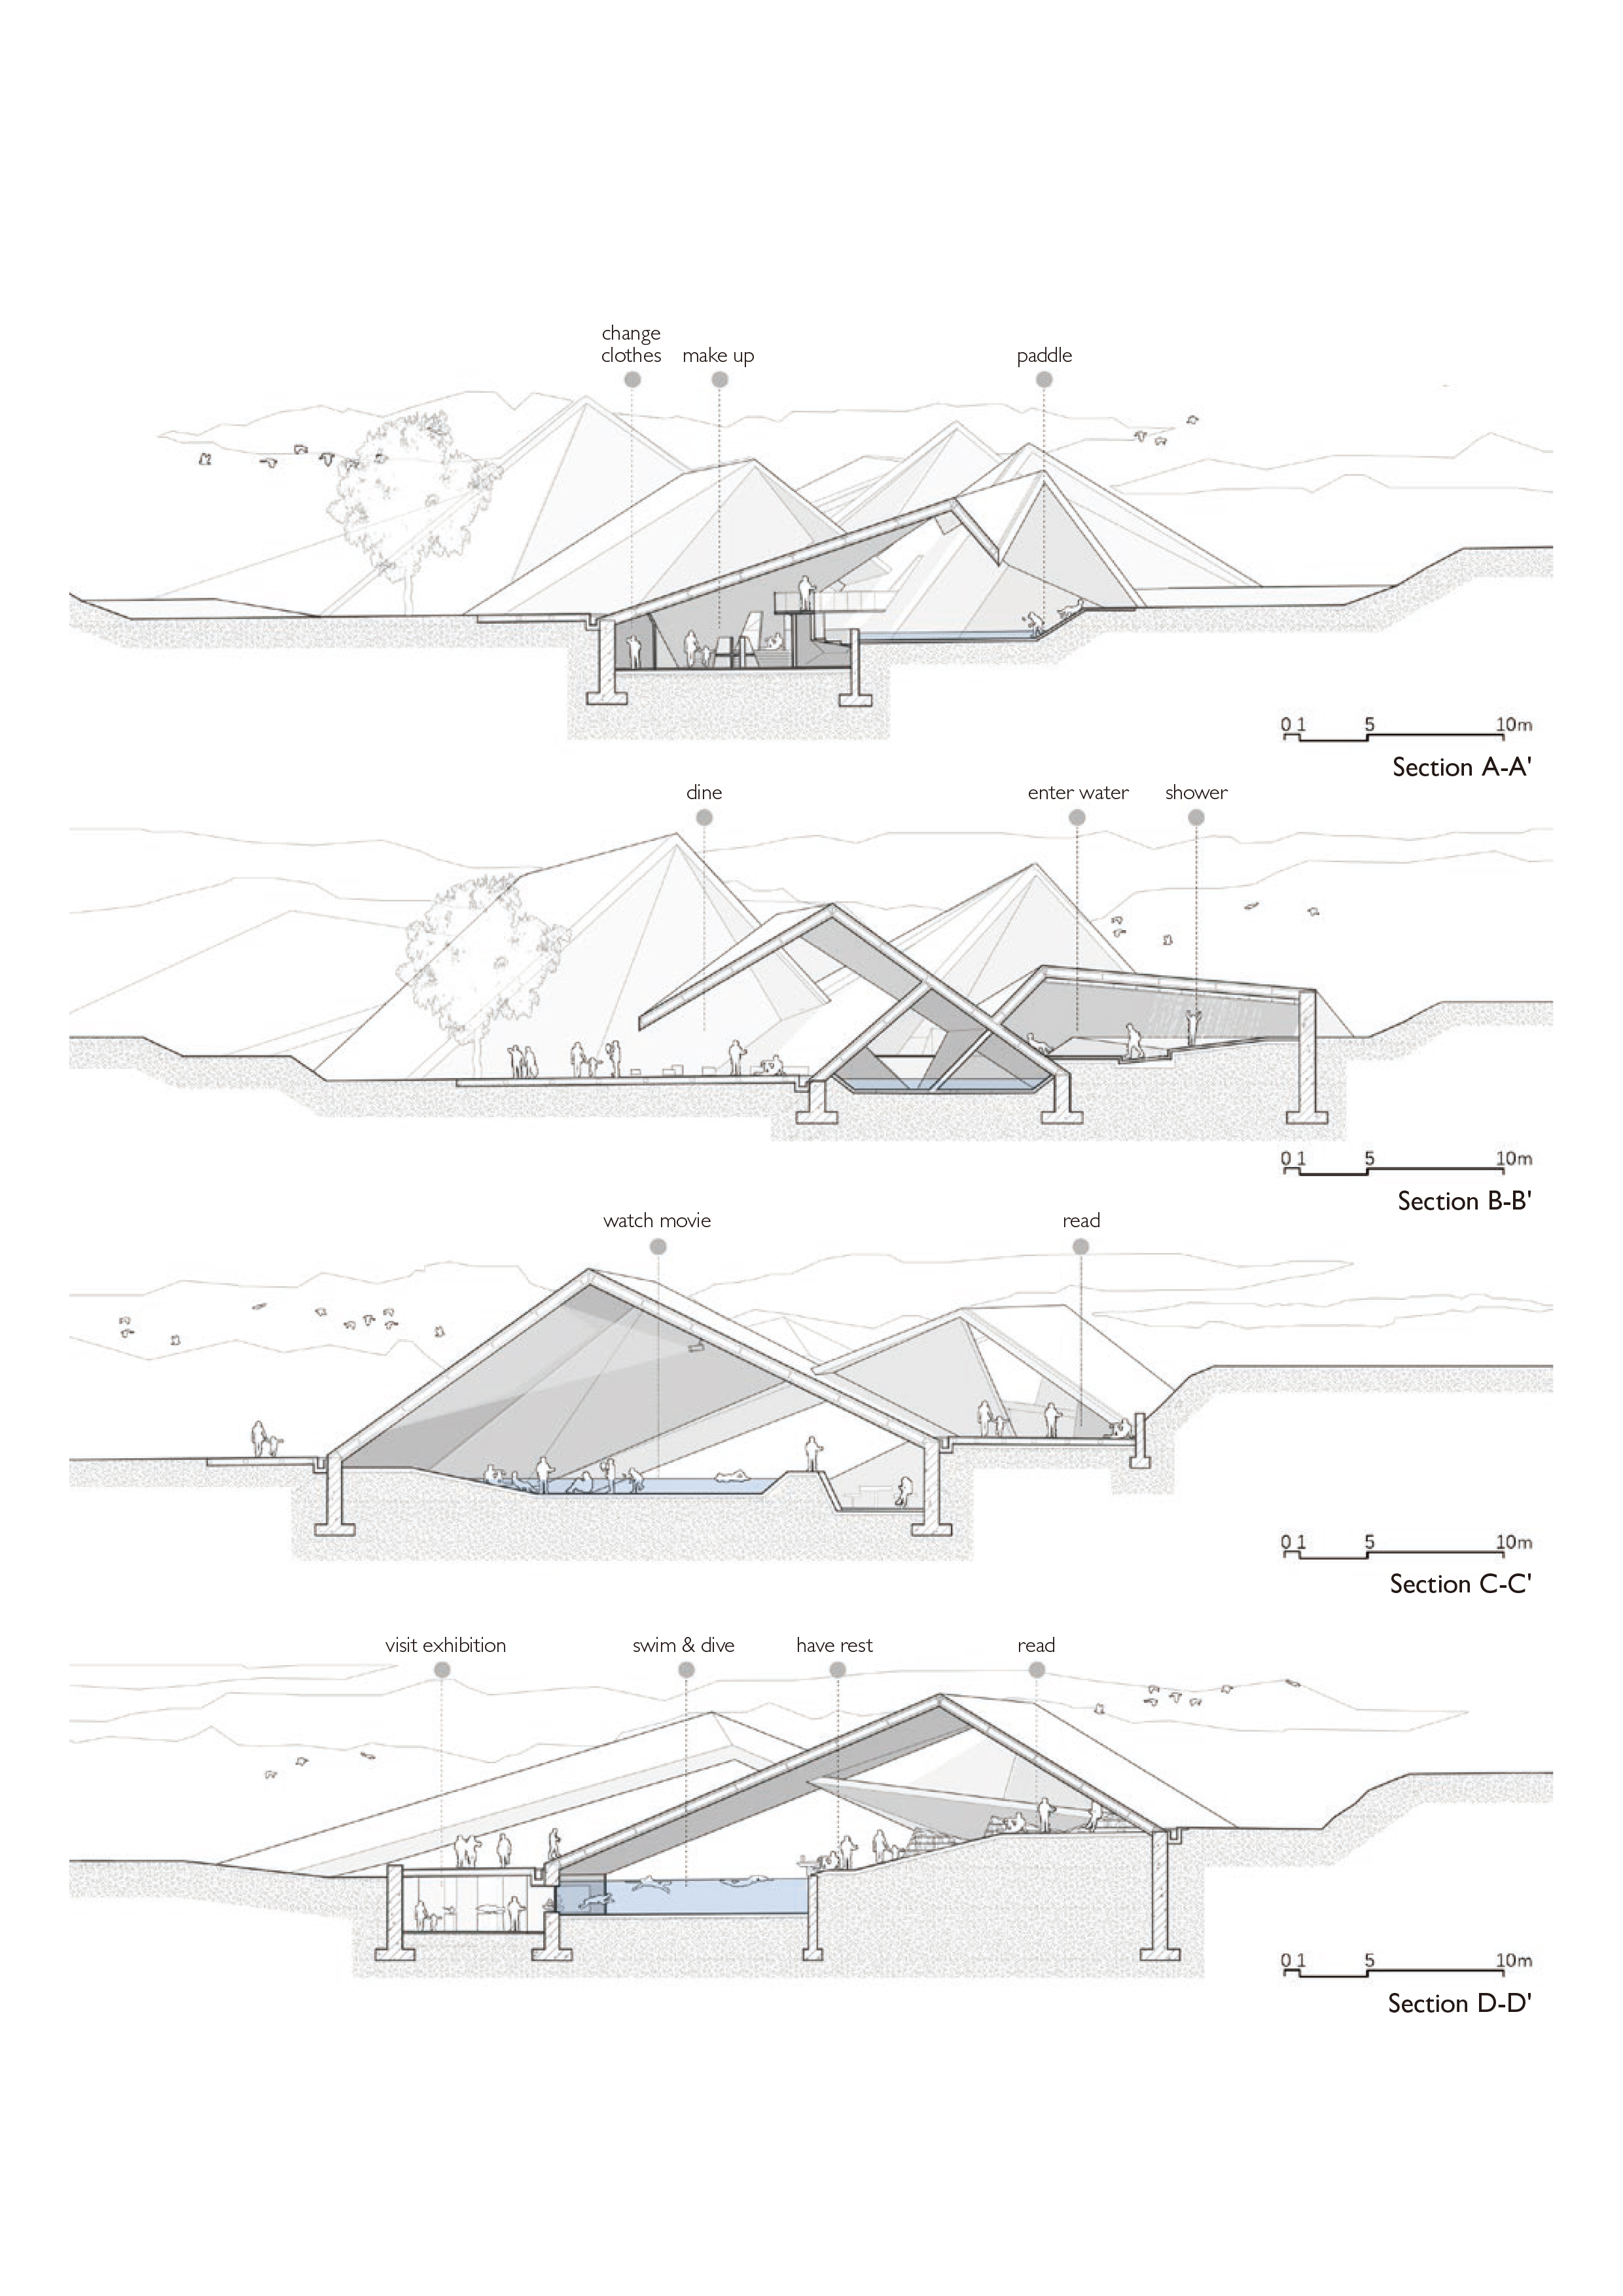 change
clothes make up paddle
0 1 5 10m
Section A-A'
dine enter water shower
0 1 5 10m
Section B-B'
watch movie read
0 1 5 10m
Section C-C'
visit exhibition swim & dive have rest read
0 1 5 10m
Section D-D'